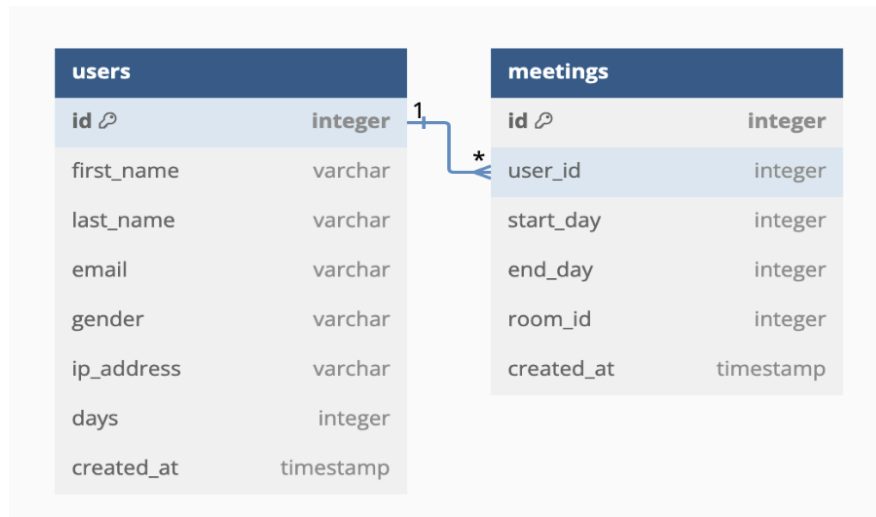 users
id integer
first_name varchar
last_name varchar
email varchar
gender varchar
ip_address varchar
days integer
created_at timestamp
1
*
meetings
id integer
user_id integer
start_day integer
end_day integer
room_id integer
created_at timestamp